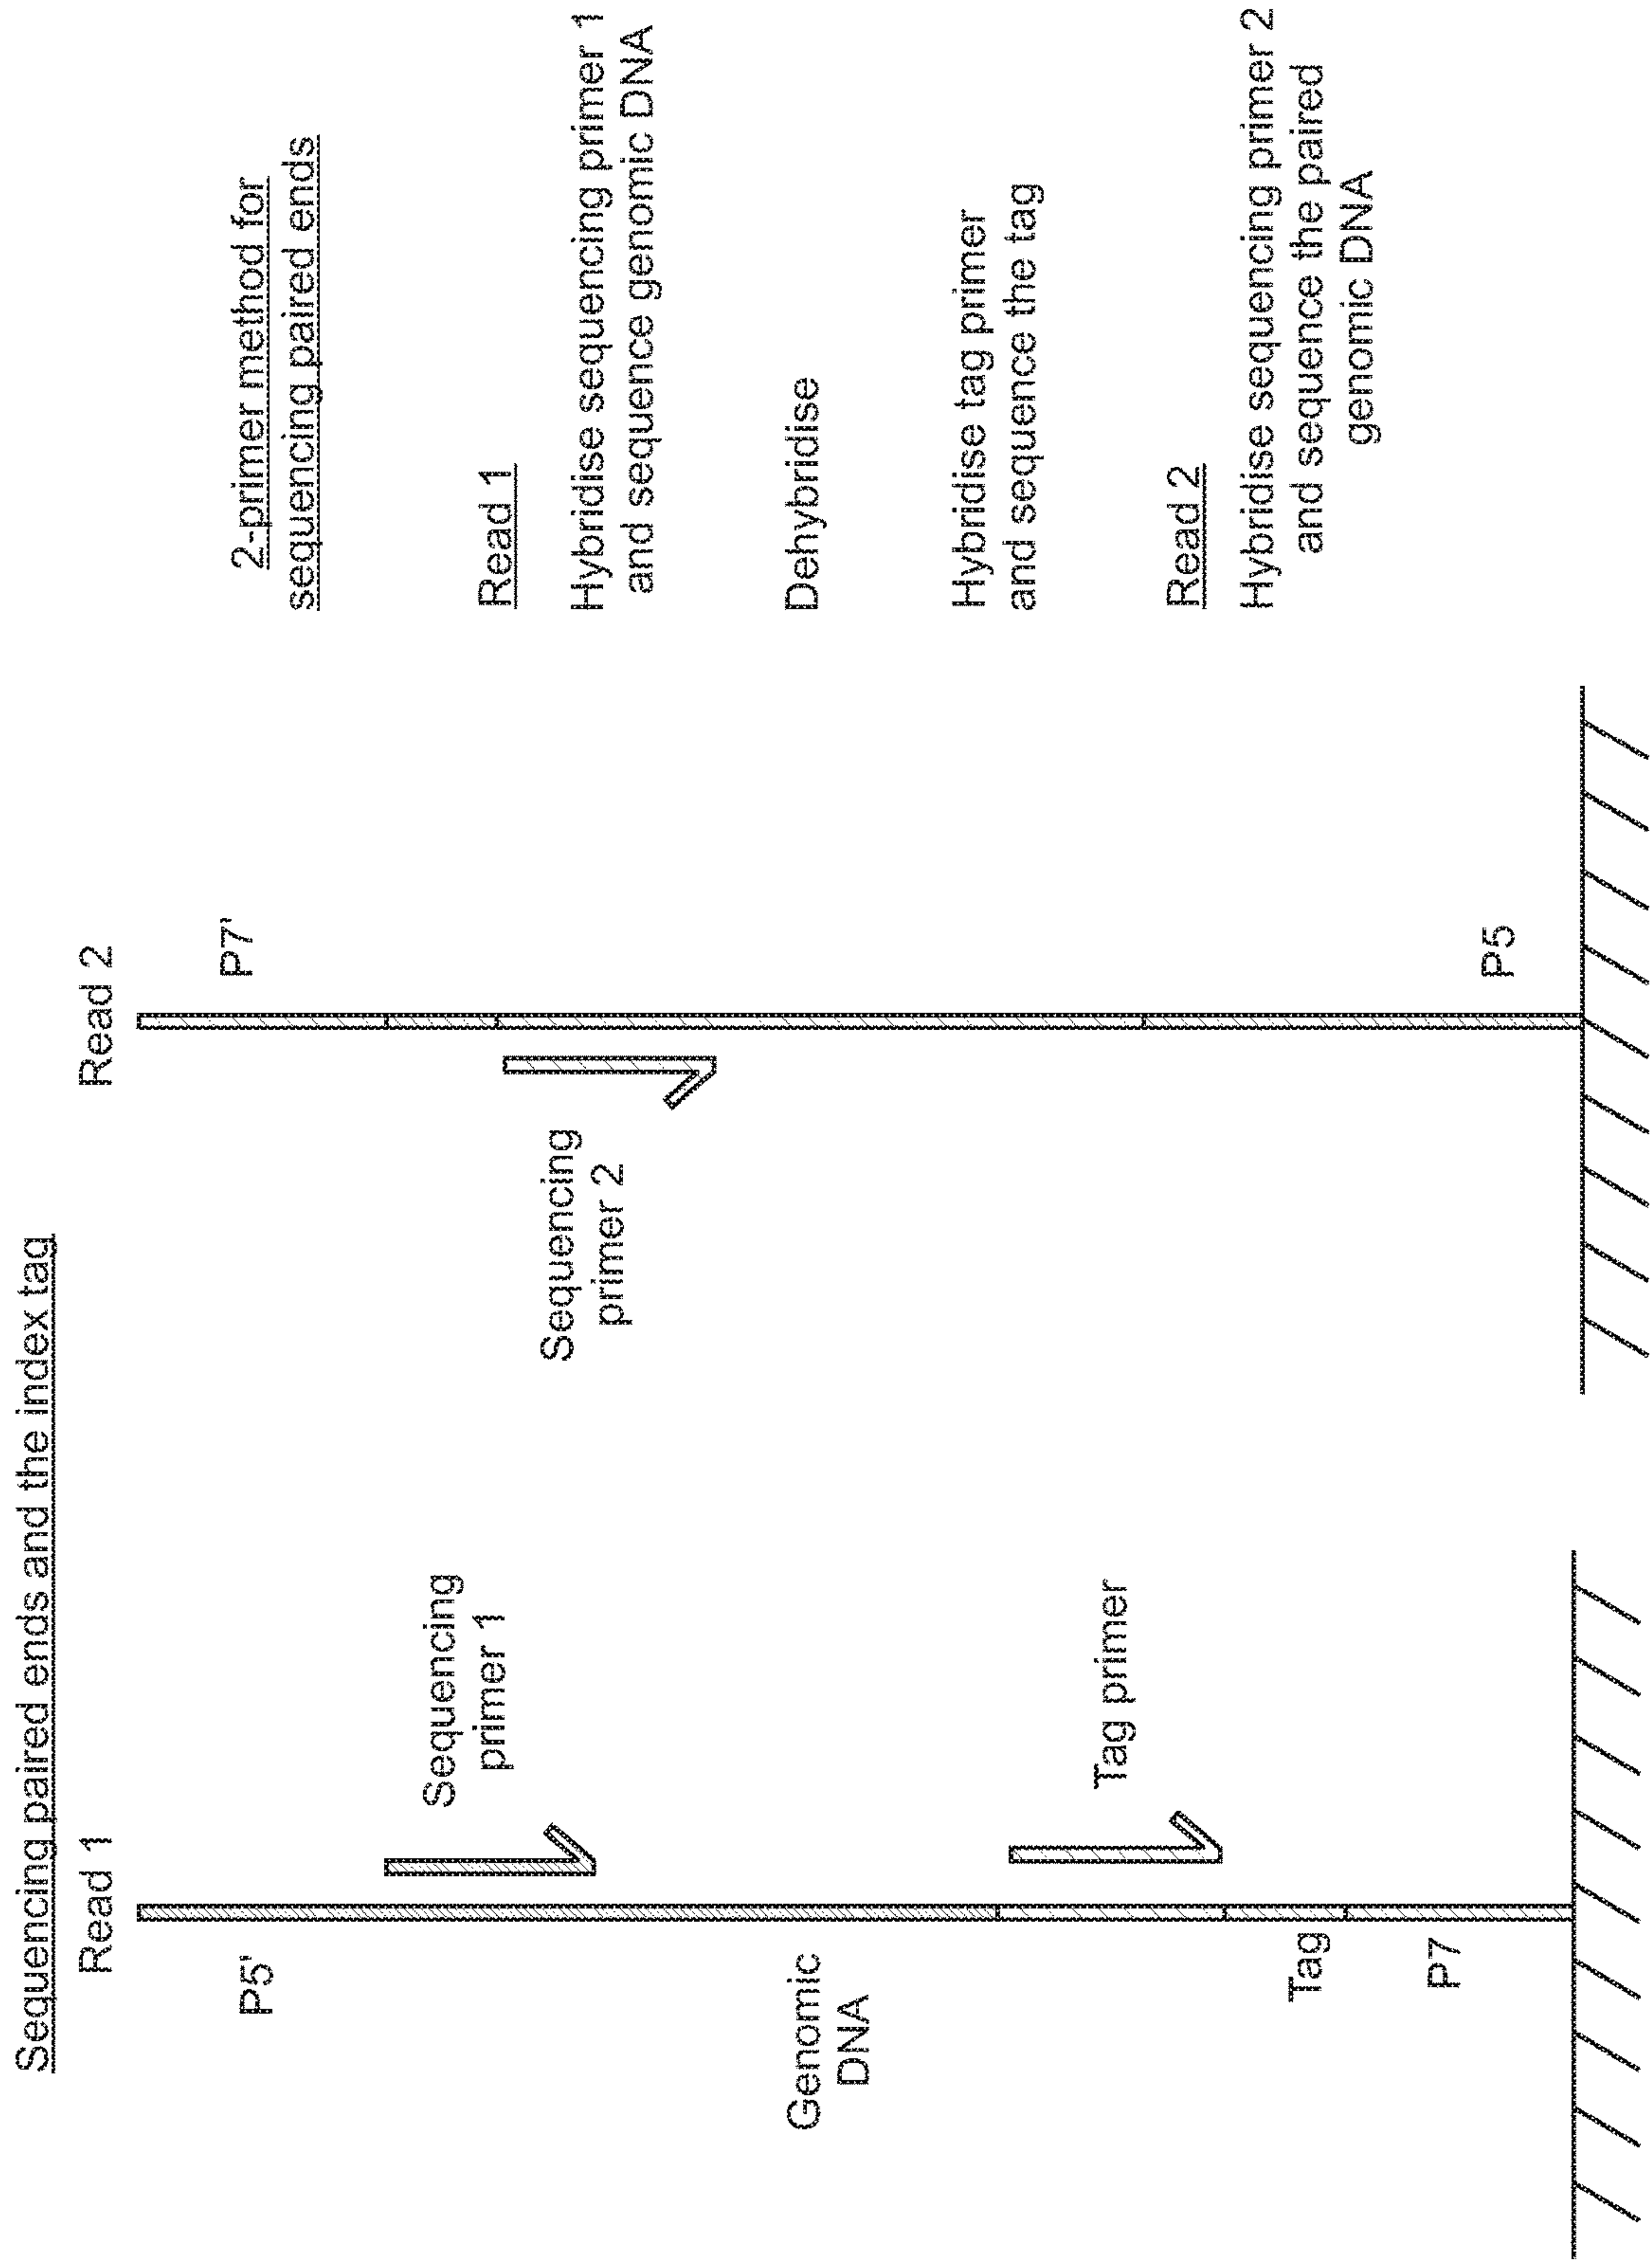 Sequencing paired ends and the index tag
Read 1
P5'
Sequencing
primer 1
Genomic
DNA
Tag primer
Tag
P7
Read 2
P7'
Sequencing
primer 2
P5
2-primer method for
sequencing paired ends
Read 1
Hybridise sequencing primer 1
and sequence genomic DNA
Dehybridise
Hybridise tag primer
and sequence the tag
Read 2
Hybridise sequencing primer 2
and sequence the paired
genomic DNA